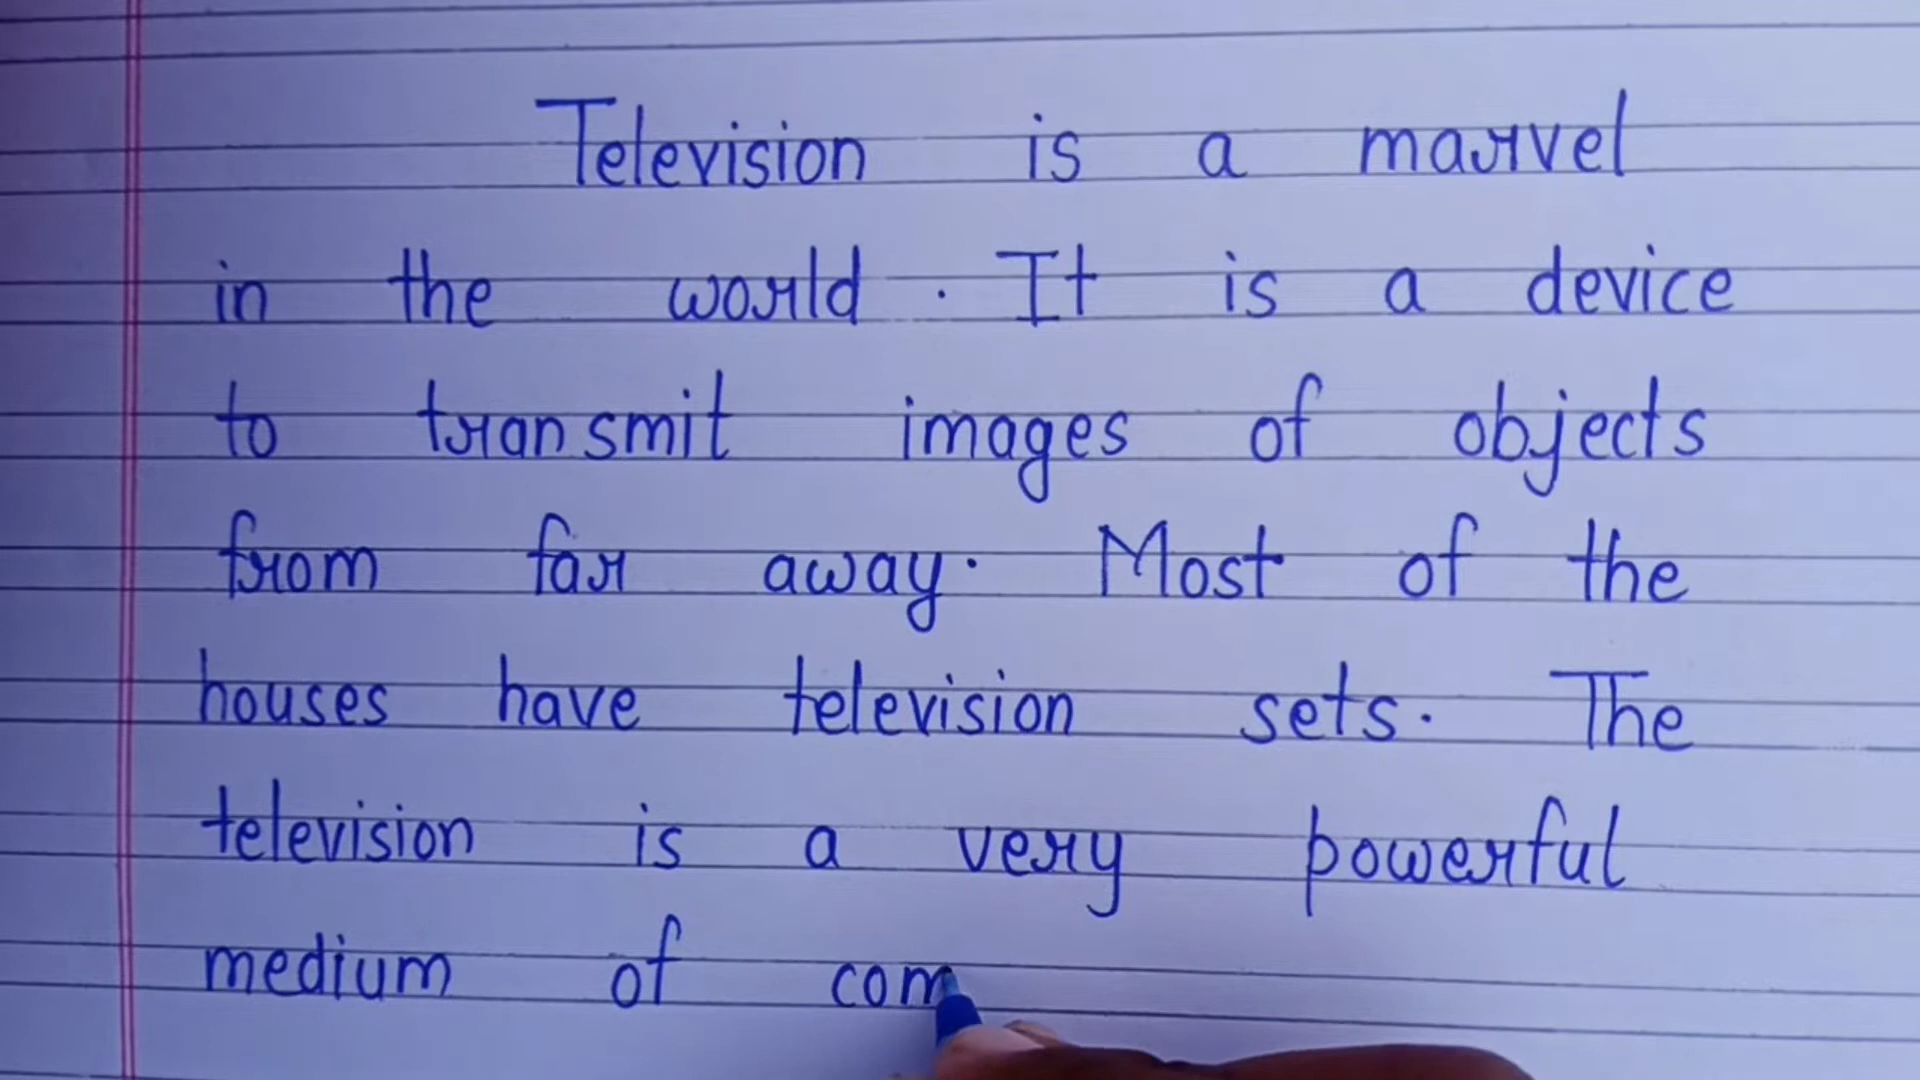 Television is a marvel
in the world. It is a device
to transmit images of objects
from far away. Most of the
houses have television sets. The
television is a very powerful
medium of com